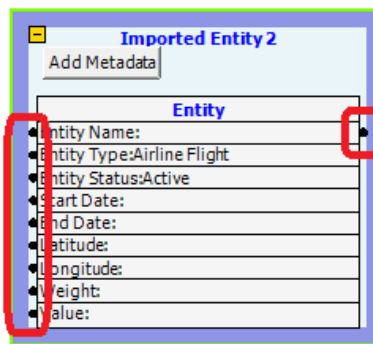 Imported Entity 2
Add Metadata
Entity
Entity Name:
Entity Type:Airline Flight
Entity Status:Active
Start Date:
End Date:
Latitude:
Longitude:
Weight:
Value: